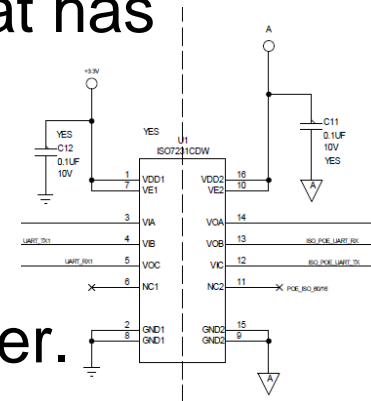 at has
A
+3.3V
YES
C12
0.1UF
10V
YES
U1
ISO7231CDW
C11
0.1UF
10V
YES
1 VDD1 VDD2 16
7 VE1 VE2 10
3 VIA VOA 14
UART_TX1 4 VIB VOB 13 ISO_POE_UART_RX
UART_RX1 5 VOC VIC 12 ISO_POE_UART_TX
6 NC1 NC2 11 POE_ISO_60/16
2 GND1 GND2 15
8 GND1 GND2 9
er.
A
A